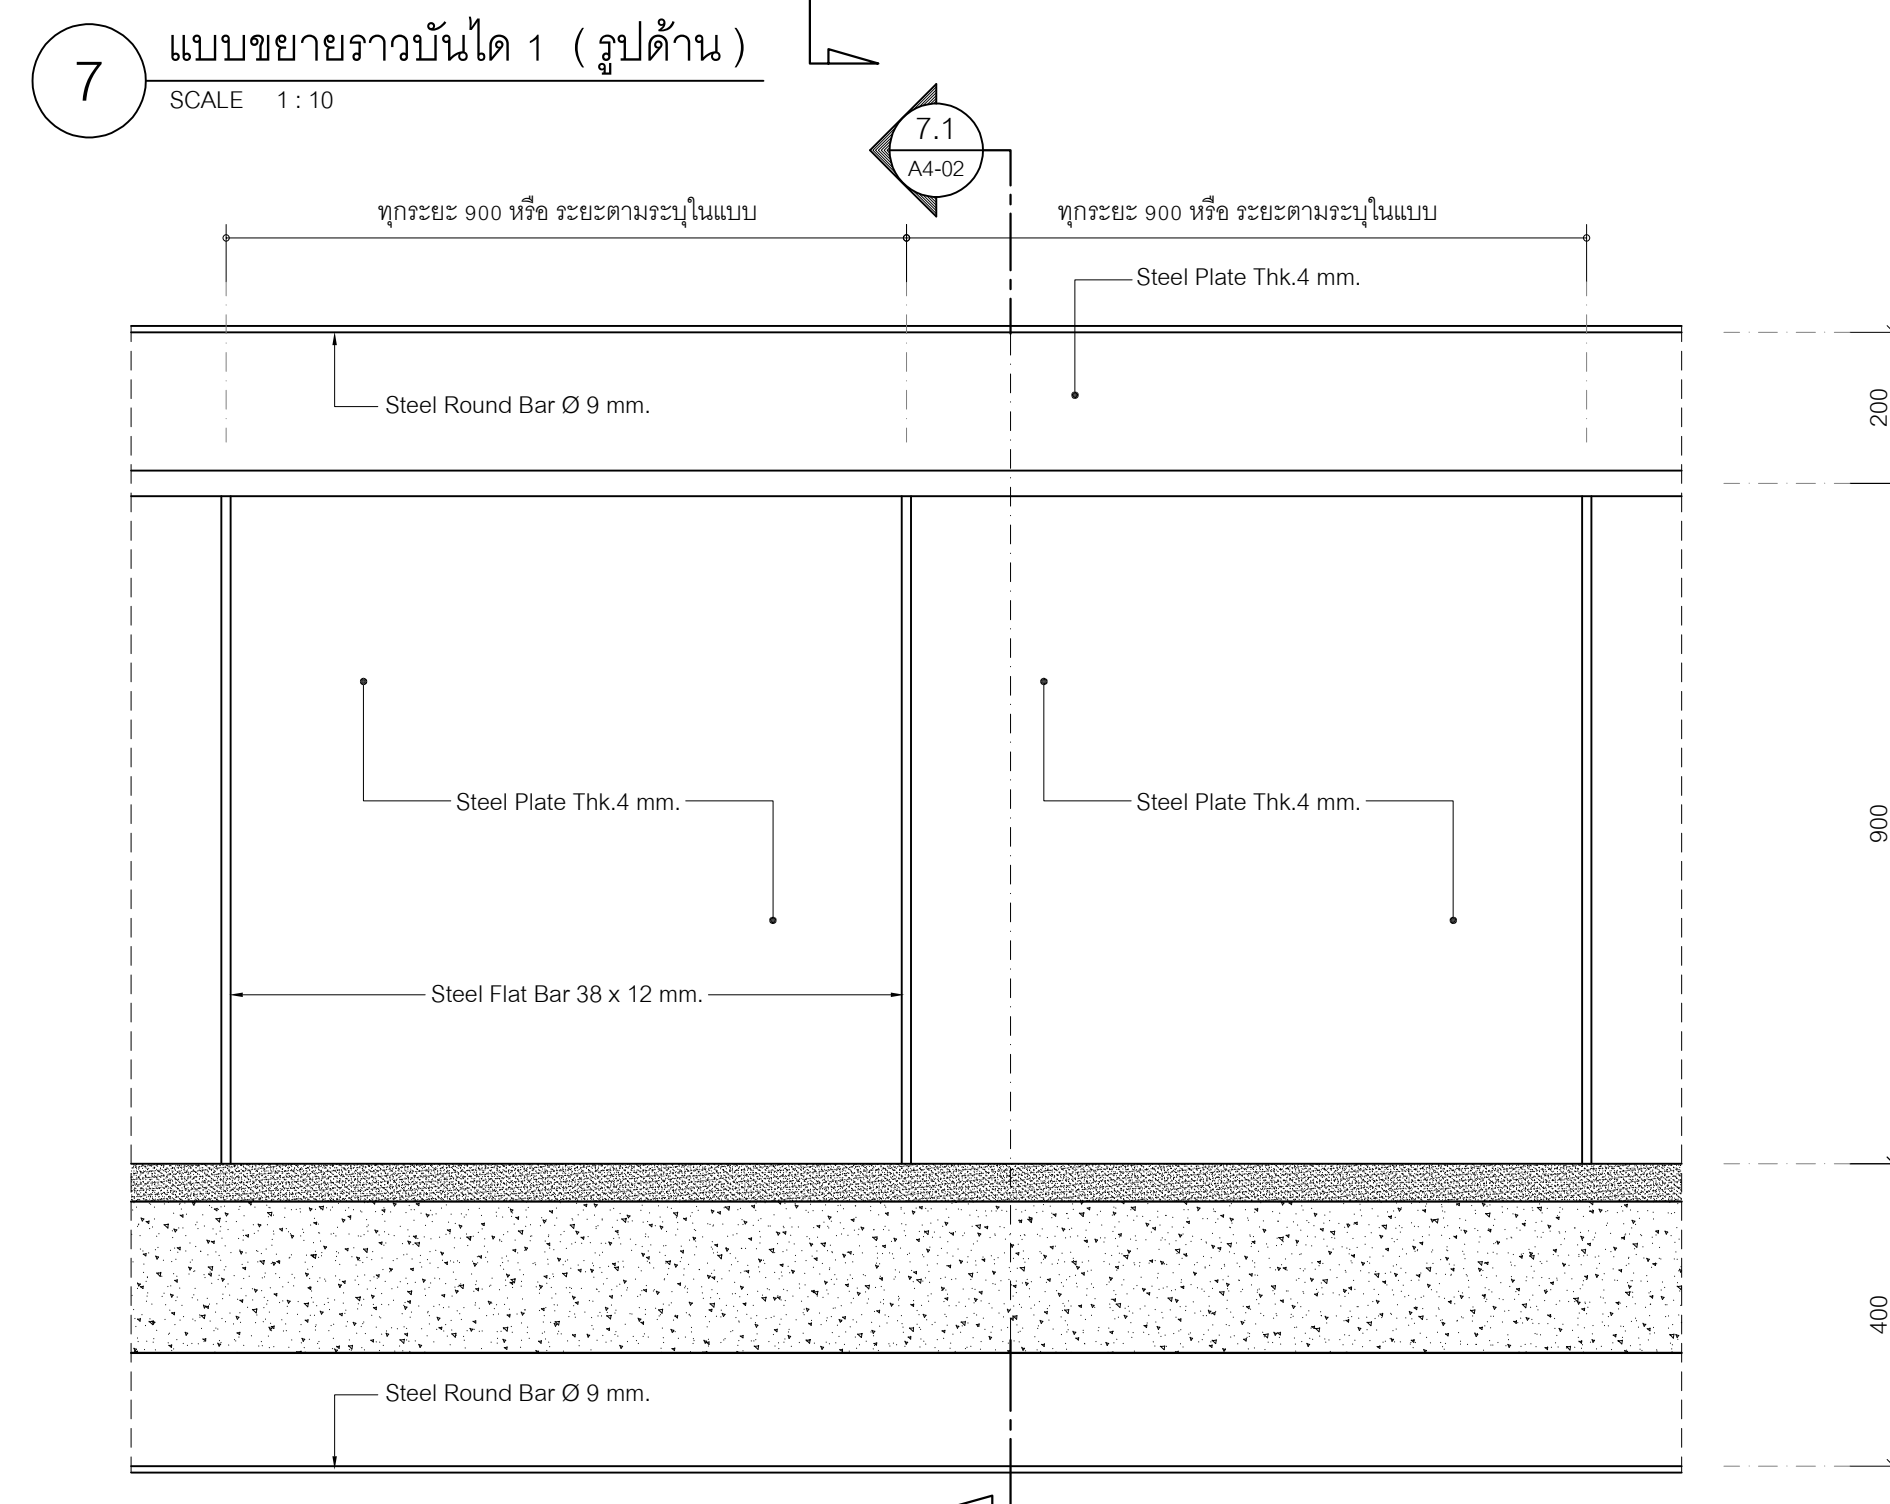 7
แบบขยายราวบันได 1 ( รูปด้าน )
SCALE 1 : 10
7.1
A4-02
ทุกระยะ 900 หรือ ระยะตามระบุในแบบ
ทุกระยะ 900 หรือ ระยะตามระบุในแบบ
Steel Plate Thk.4 mm.
Steel Round Bar Ø 9 mm.
200
Steel Plate Thk.4 mm.
Steel Plate Thk.4 mm.
900
Steel Flat Bar 38 x 12 mm.
400
Steel Round Bar Ø 9 mm.